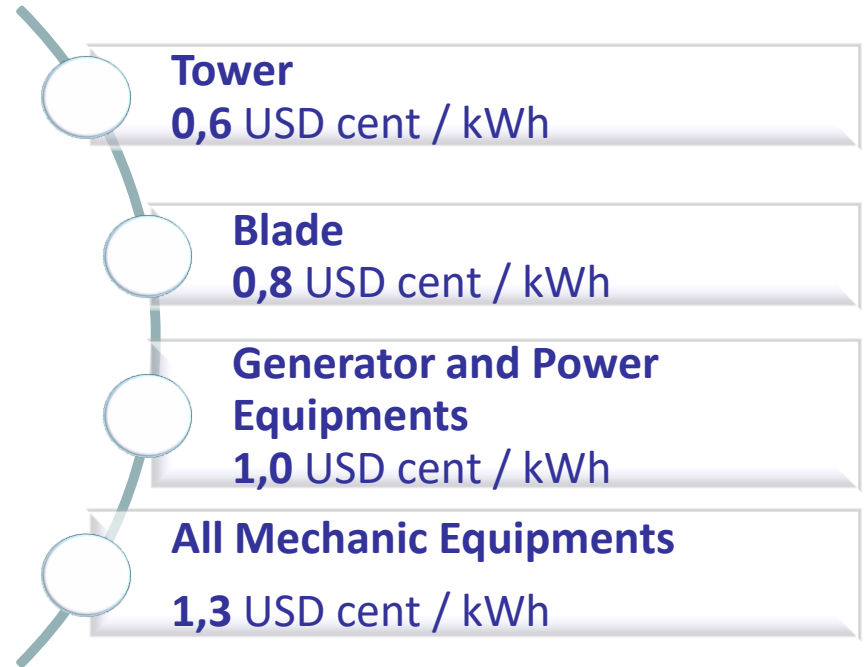 Tower
0,6 USD cent / kWh
Blade
0,8 USD cent / kWh
Generator and Power
Equipments
1,0 USD cent / kWh
All Mechanic Equipments
1,3 USD cent / kWh